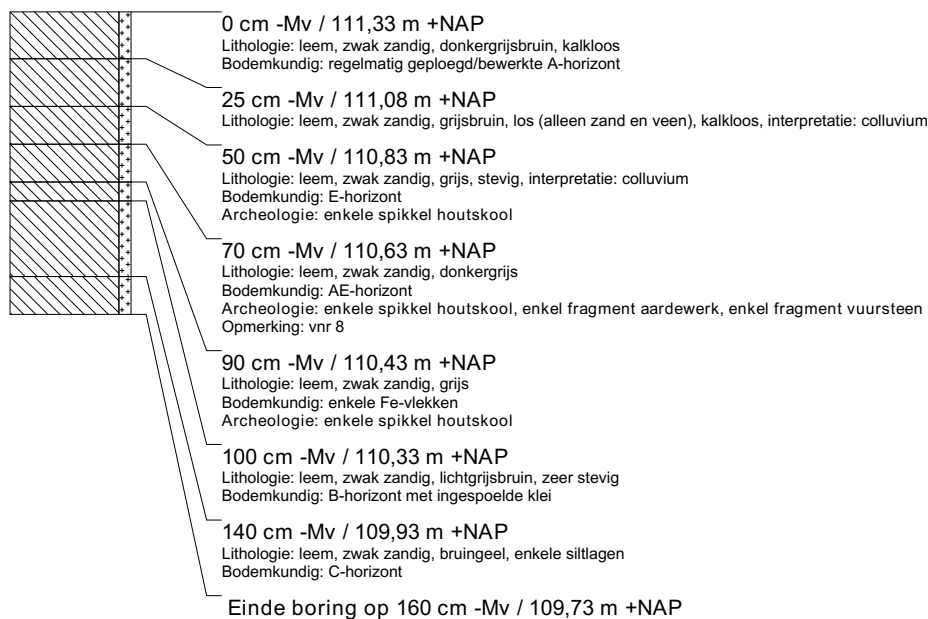 0 cm -Mv / 111,33 m +NAP
Lithologie: leem, zwak zandig, donkergrijsbruin, kalkloos
Bodemkundig: regelmatig geploegd/bewerkte A-horizont
25 cm -Mv / 111,08 m +NAP
Lithologie: leem, zwak zandig, grijsbruin, los (alleen zand en veen), kalkloos, interpretatie: colluvium
50 cm -Mv / 110,83 m +NAP
Lithologie: leem, zwak zandig, grijs, stevig, interpretatie: colluvium
Bodemkundig: E-horizont
Archeologie: enkele spikkel houtskool
70 cm -Mv / 110,63 m +NAP
Lithologie: leem, zwak zandig, donkergrijs
Bodemkundig: AE-horizont
Archeologie: enkele spikkel houtskool, enkel fragment aardewerk, enkel fragment vuursteen
Opmerking: vnr 8
90 cm -Mv / 110,43 m +NAP
Lithologie: leem, zwak zandig, grijs
Bodemkundig: enkele Fe-vlekken
Archeologie: enkele spikkel houtskool
100 cm -Mv / 110,33 m +NAP
Lithologie: leem, zwak zandig, lichtgrijsbruin, zeer stevig
Bodemkundig: B-horizont met ingespoelde klei
140 cm -Mv / 109,93 m +NAP
Lithologie: leem, zwak zandig, bruingeel, enkele siltlagen
Bodemkundig: C-horizont
Einde boring op 160 cm -Mv / 109,73 m +NAP